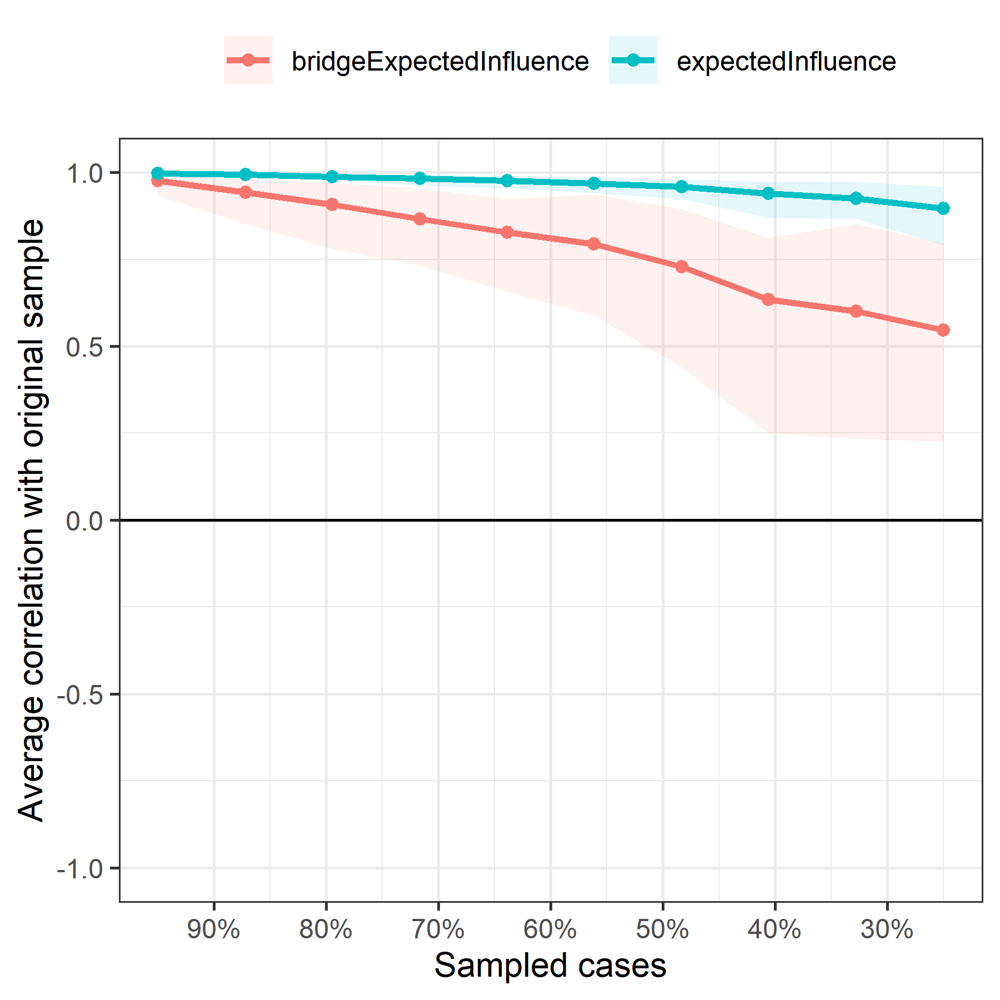 bridgeExpectedInfluence expectedInfluence
Average correlation with original sample
1.0
0.5
0.0
-0.5
-1.0
90% 80% 70% 60% 50% 40% 30%
Sampled cases